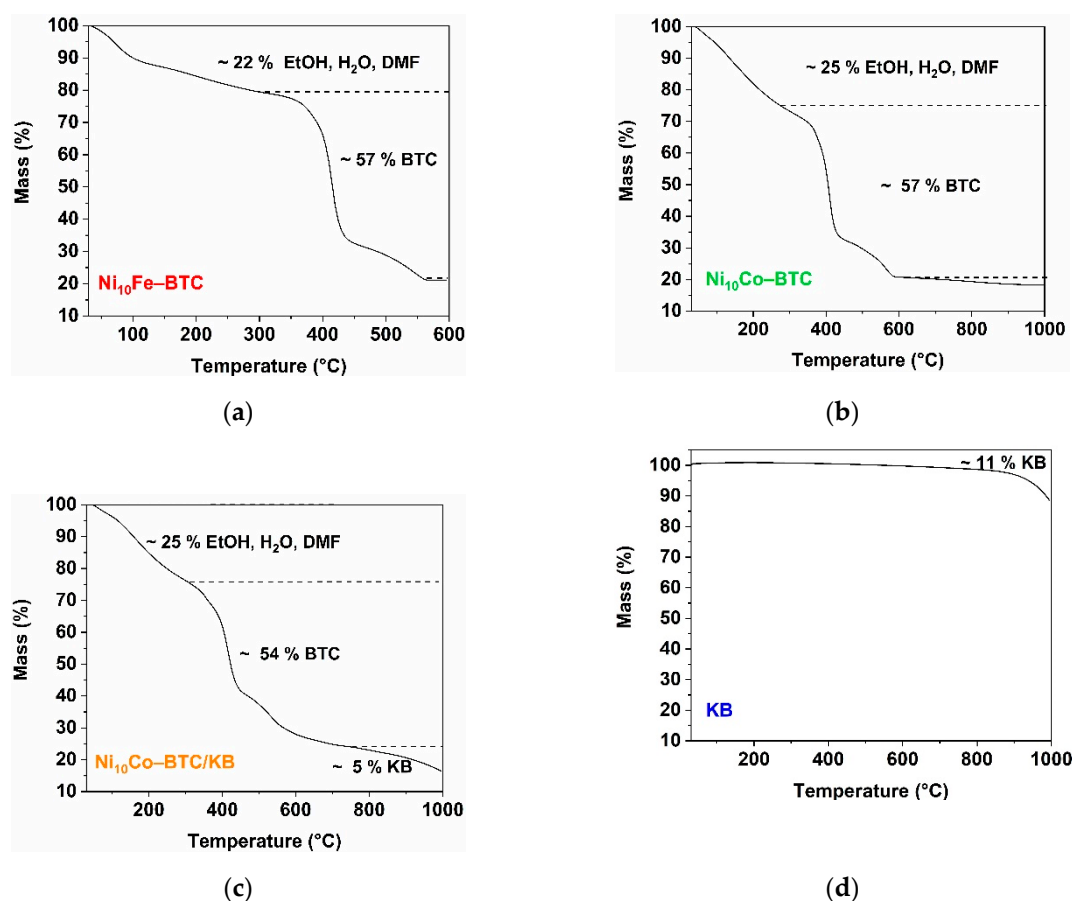 100
90
80
70
60
50
40
30
20
10
Mass (%)
~ 22 % EtOH, H₂O, DMF
~ 57 % BTC
Ni₁₀Fe–BTC
100 200 300 400 500 600
Temperature (°C)
(a)
100
90
80
70
60
50
40
30
20
10
Mass (%)
~ 25 % EtOH, H₂O, DMF
~ 57 % BTC
Ni₁₀Co–BTC
200 400 600 800 1000
Temperature (°C)
(b)
100
90
80
70
60
50
40
30
20
10
Mass (%)
~ 25 % EtOH, H₂O, DMF
~ 54 % BTC
~ 5 % KB
Ni₁₀Co–BTC/KB
200 400 600 800 1000
Temperature (°C)
(c)
100
90
80
70
60
50
40
30
20
10
Mass (%)
~ 11 % KB
KB
200 400 600 800 1000
Temperature (°C)
(d)